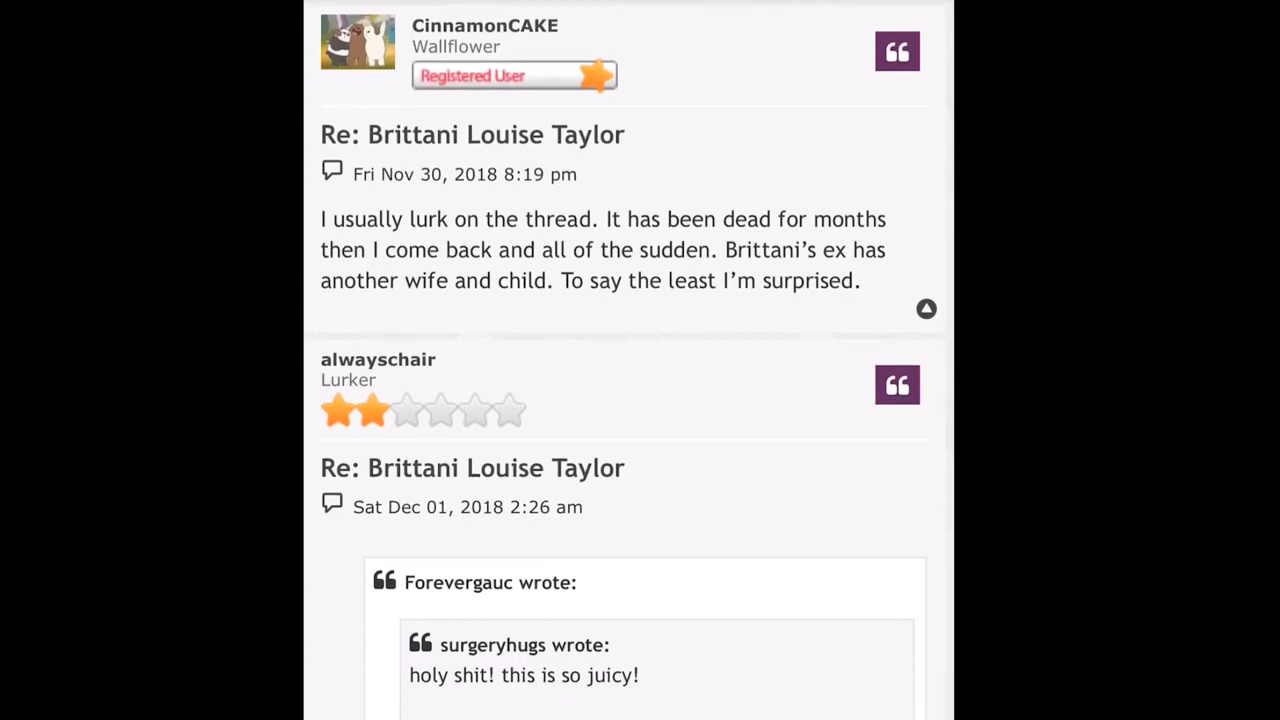 CinnamonCAKE
Wallflower
Registered User
Re: Brittani Louise Taylor
Fri Nov 30, 2018 8:19 pm
I usually lurk on the thread. It has been dead for months
then I come back and all of the sudden. Brittani’s ex has
another wife and child. To say the least I’m surprised.
alwayschair
Lurker
Re: Brittani Louise Taylor
Sat Dec 01, 2018 2:26 am
Forevergauc wrote:
surgeryhugs wrote:
holy shit! this is so juicy!